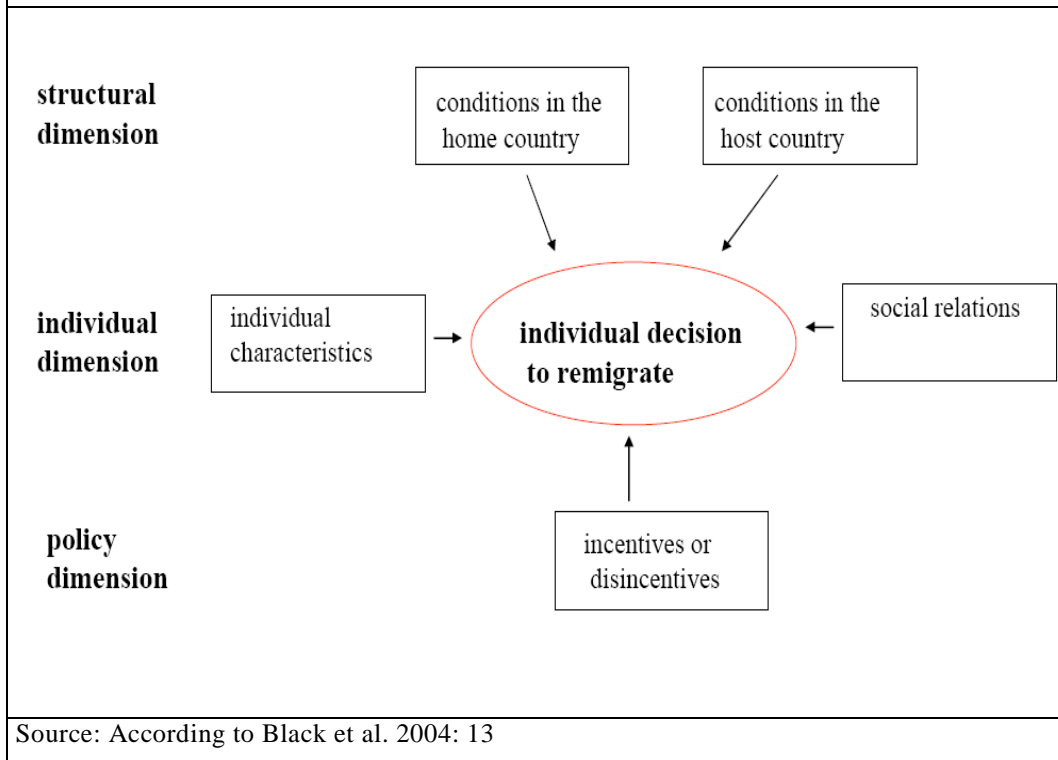 structural
dimension
conditions in the
home country
conditions in the
host country
individual
dimension
individual
characteristics
individual decision
to remigrate
social relations
policy
dimension
incentives or
disincentives
Source: According to Black et al. 2004: 13